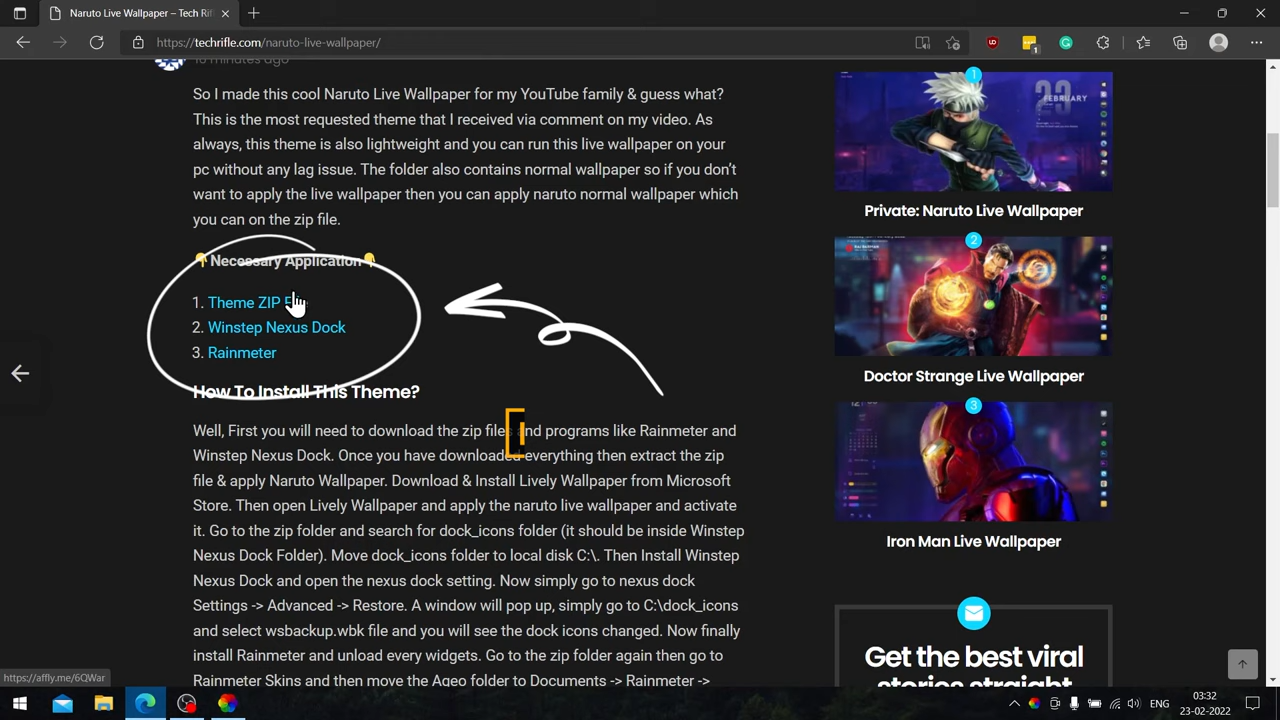 Naruto Live Wallpaper – Tech Rifle
https://techrifle.com/naruto-live-wallpaper/
1
16 minutes ago
So I made this cool Naruto Live Wallpaper for my YouTube family & guess what?
This is the most requested theme that I received via comment on my video. As
always, this theme is also lightweight and you can run this live wallpaper on your
pc without any lag issue. The folder also contains normal wallpaper so if you don’t
want to apply the live wallpaper then you can apply naruto normal wallpaper which
you can on the zip file.
👇Necessary Application👇
1. Theme ZIP
2. Winstep Nexus Dock
3. Rainmeter
How To Install This Theme?
Well, First you will need to download the zip files and programs like Rainmeter and
Winstep Nexus Dock. Once you have downloaded everything then extract the zip
file & apply Naruto Wallpaper. Download & Install Lively Wallpaper from Microsoft
Store. Then open Lively Wallpaper and apply the naruto live wallpaper and activate
it. Go to the zip folder and search for dock_icons folder (it should be inside Winstep
Nexus Dock Folder). Move dock_icons folder to local disk C:\. Then Install Winstep
Nexus Dock and open the nexus dock setting. Now simply go to nexus dock
Settings -> Advanced -> Restore. A window will pop up, simply go to C:\dock_icons
and select wsbackup.wbk file and you will see the dock icons changed. Now finally
install Rainmeter and unload every widgets. Go to the zip folder again then go to
Rainmeter Skins and then move the Ageo folder to Documents -> Rainmeter ->
1
23
FEBRUARY
Private: Naruto Live Wallpaper
2
Doctor Strange Live Wallpaper
3
Iron Man Live Wallpaper
Get the best viral
stories straight
https://affly.me/6QWar
ENG
03:32
23-02-2022